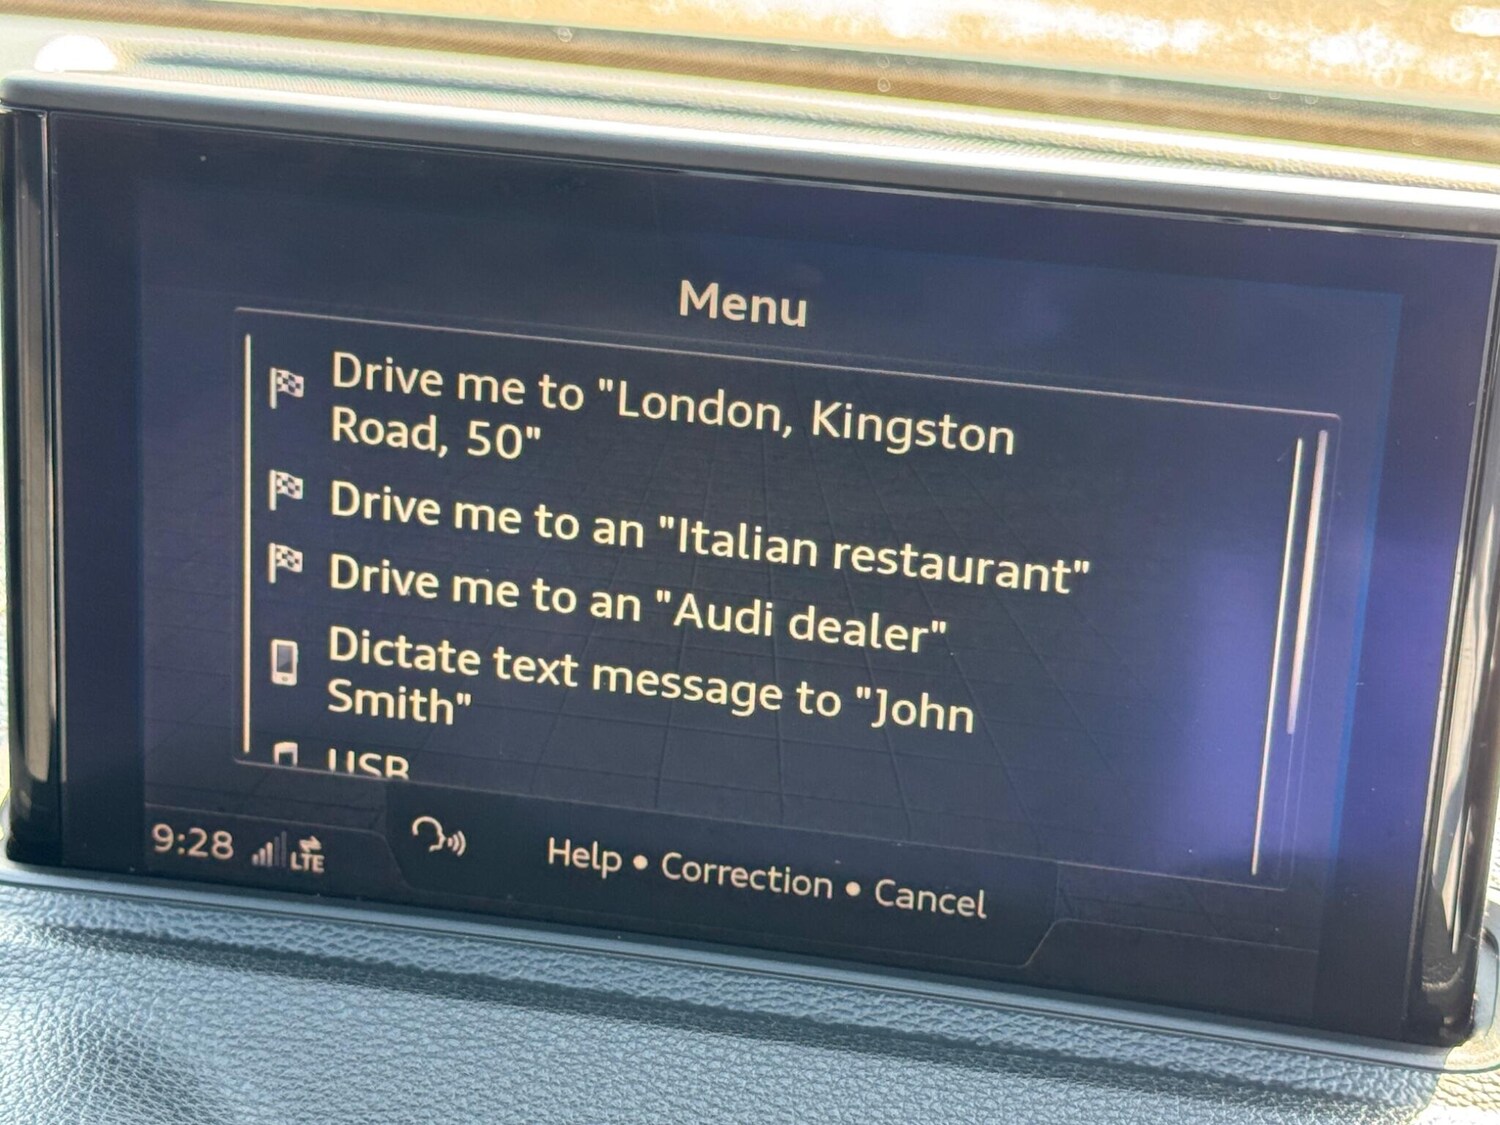 Menu
Drive me to "London, Kingston
Road, 50"
Drive me to an "Italian restaurant"
Drive me to an "Audi dealer"
Dictate text message to "John
Smith"
USB
9:28 LTE Help • Correction • Cancel